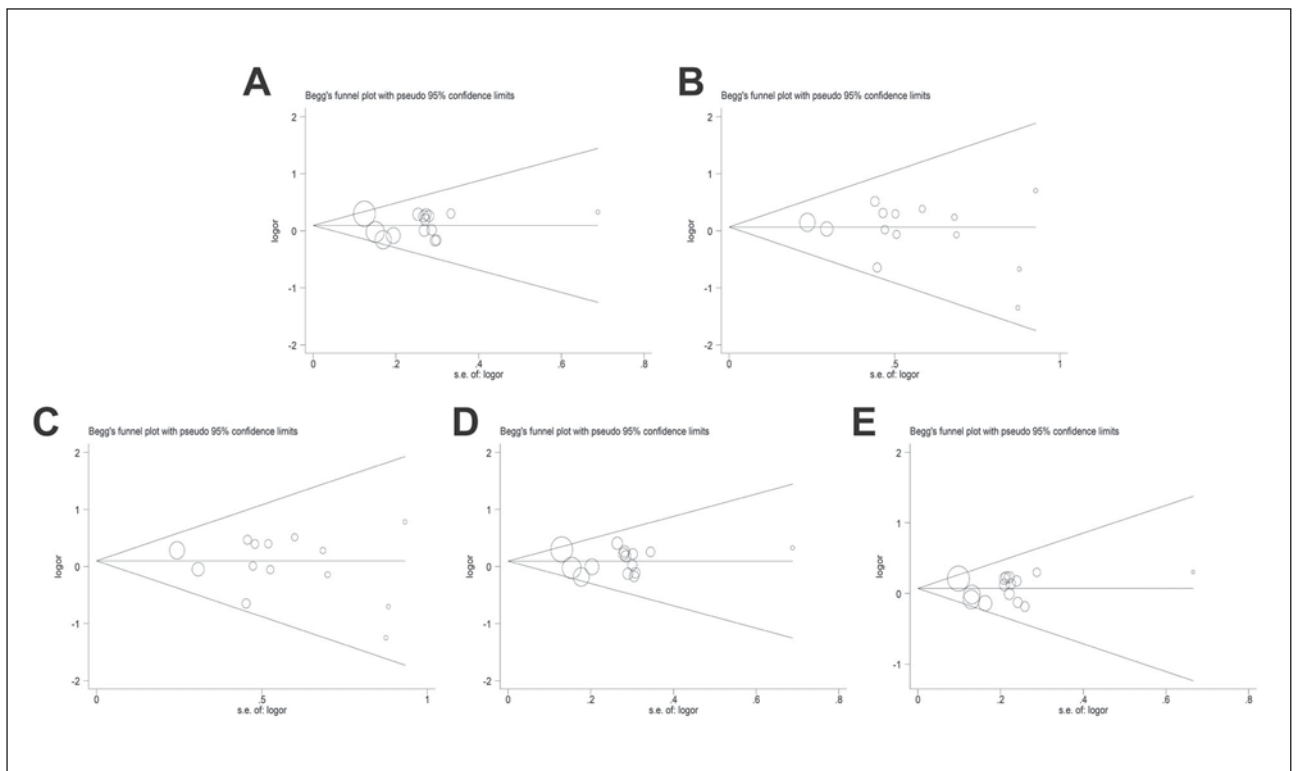 A
Begg's funnel plot with pseudo 95% confidence limits
2
1
0
-1
-2
logor
0 .2 .4 .6 .8
s.e. of: logor
B
Begg's funnel plot with pseudo 95% confidence limits
2
1
0
-1
-2
logor
0 .5 1
s.e. of: logor
C
Begg's funnel plot with pseudo 95% confidence limits
2
1
0
-1
-2
logor
0 .5 1
s.e. of: logor
D
Begg's funnel plot with pseudo 95% confidence limits
2
1
0
-1
-2
logor
0 .2 .4 .6 .8
s.e. of: logor
E
Begg's funnel plot with pseudo 95% confidence limits
2
1
0
-1
logor
0 .2 .4 .6 .8
s.e. of: logor